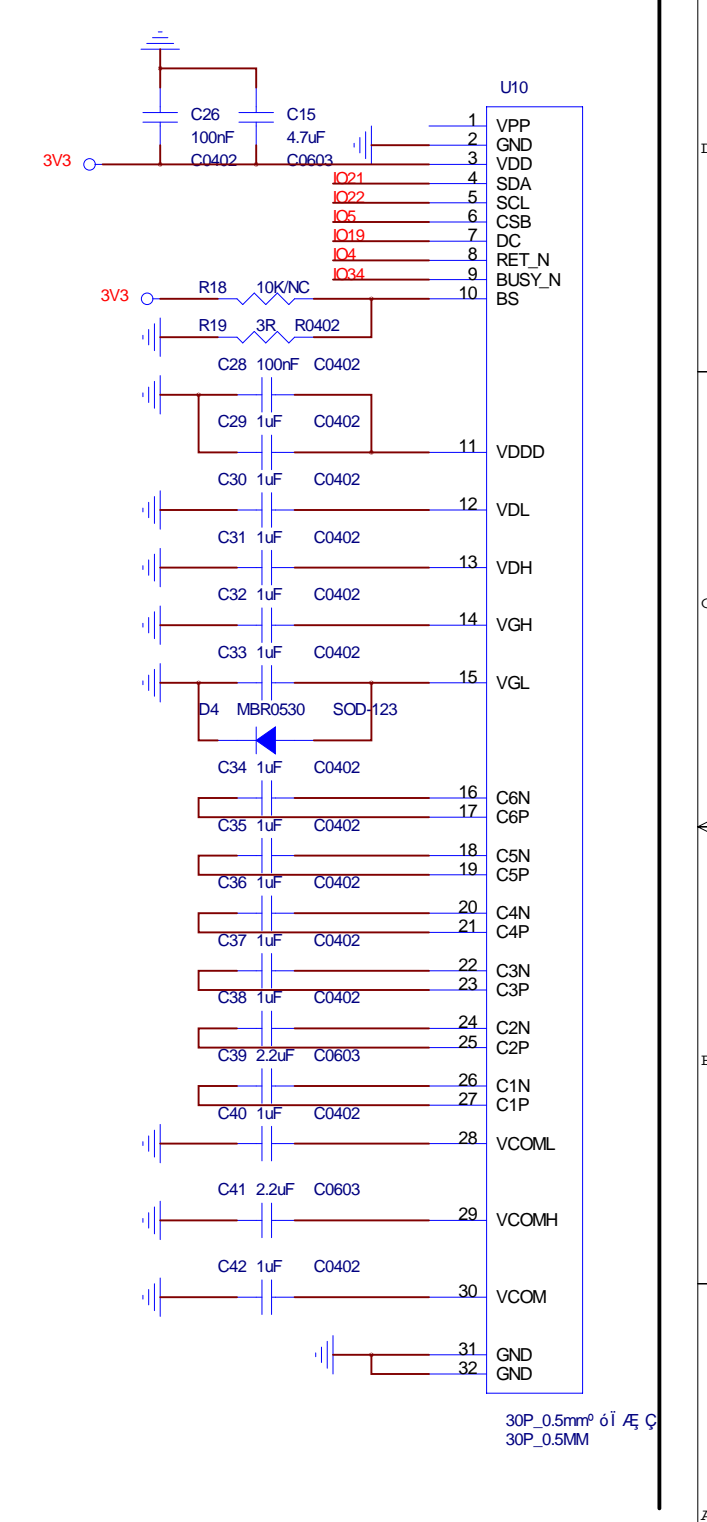 U10
C26 C15
100nF 4.7uF
3V3 C0402 C0603
1 VPP
2 GND
3 VDD
IO21 4 SDA
IO22 5 SCL
IO5 6 CSB
IO19 7 DC
IO4 8 RET_N
IO34 9 BUSY_N
3V3 R18 10K/NC 10 BS
R19 3R R0402
C28 100nF C0402
C29 1uF C0402
11 VDDD
C30 1uF C0402
12 VDL
C31 1uF C0402
13 VDH
C32 1uF C0402
14 VGH
C33 1uF C0402
15 VGL
D4 MBR0530 SOD-123
C34 1uF C0402
16 C6N
17 C6P
C35 1uF C0402
18 C5N
19 C5P
C36 1uF C0402
20 C4N
21 C4P
C37 1uF C0402
22 C3N
23 C3P
C38 1uF C0402
24 C2N
25 C2P
C39 2.2uF C0603
26 C1N
27 C1P
C40 1uF C0402
28 VCOML
C41 2.2uF C0603
29 VCOMH
C42 1uF C0402
30 VCOM
31 GND
32 GND
30P_0.5mmº óÏ Æ Ç
30P_0.5MM